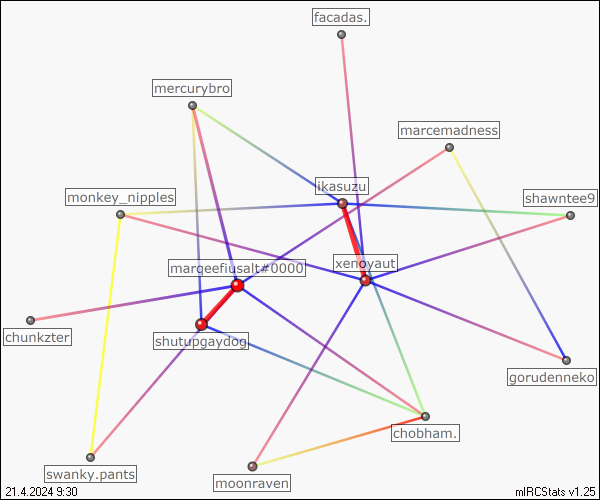 facadas.
mercurybro
marcemadness
ikasuzu
monkey_nipples
shawntee9
marqeefiusalt#0000
xenoyaut
chunkzter
shutupgaydog
gorudenneko
chobham.
swanky.pants
moonraven
21.4.2024 9:30
mIRCStats v1.25